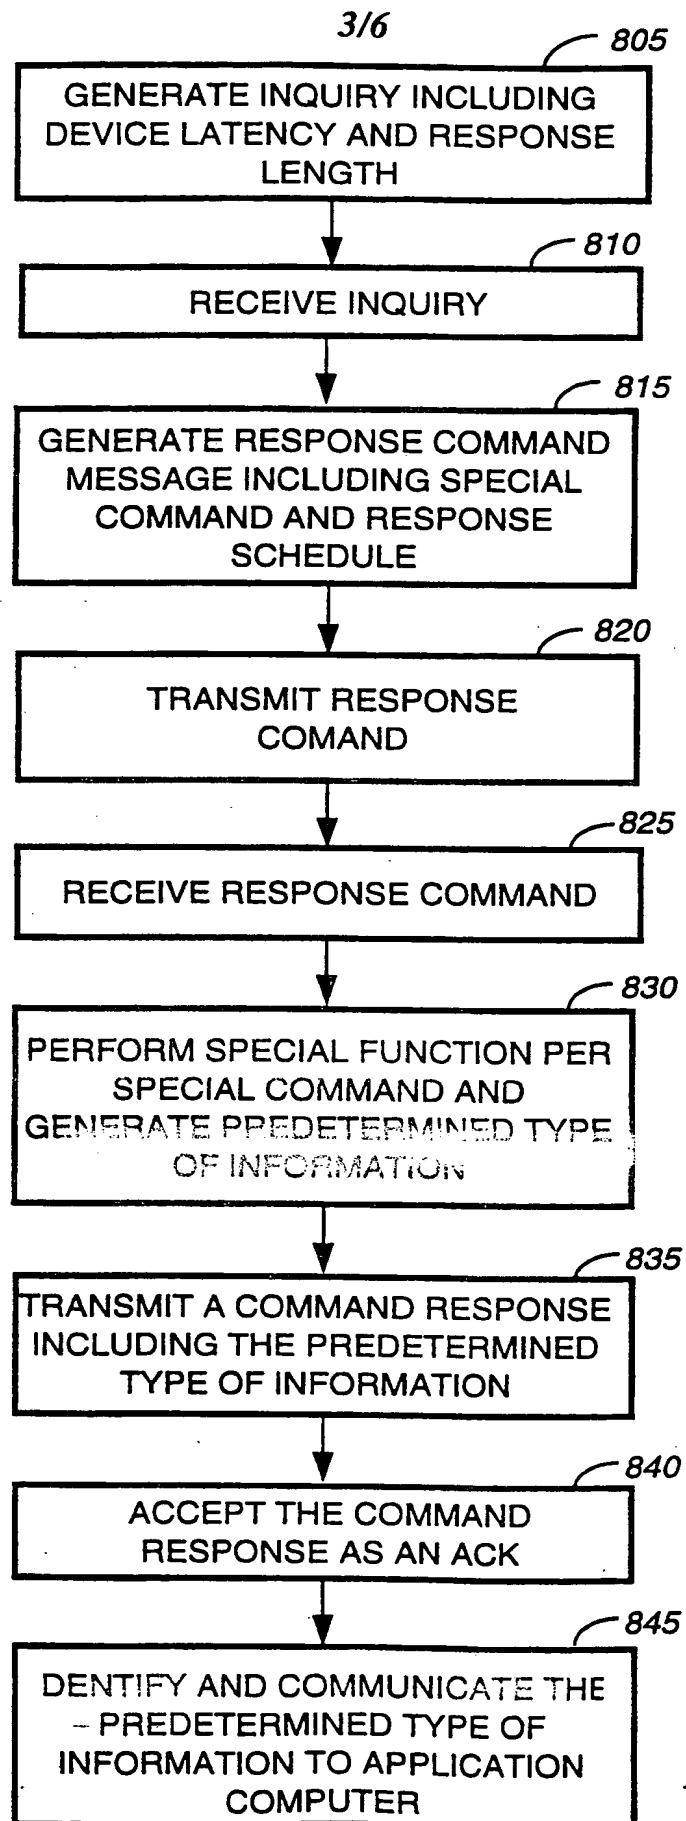 3/6
805
GENERATE INQUIRY INCLUDING
DEVICE LATENCY AND RESPONSE
LENGTH
810
RECEIVE INQUIRY
815
GENERATE RESPONSE COMMAND
MESSAGE INCLUDING SPECIAL
COMMAND AND RESPONSE
SCHEDULE
820
TRANSMIT RESPONSE
COMAND
825
RECEIVE RESPONSE COMMAND
830
PERFORM SPECIAL FUNCTION PER
SPECIAL COMMAND AND
GENERATE PREDETERMINED TYPE
OF INFORMATION
835
TRANSMIT A COMMAND RESPONSE
INCLUDING THE PREDETERMINED
TYPE OF INFORMATION
840
ACCEPT THE COMMAND
RESPONSE AS AN ACK
845
DENTIFY AND COMMUNICATE THE
PREDETERMINED TYPE OF
INFORMATION TO APPLICATION
COMPUTER